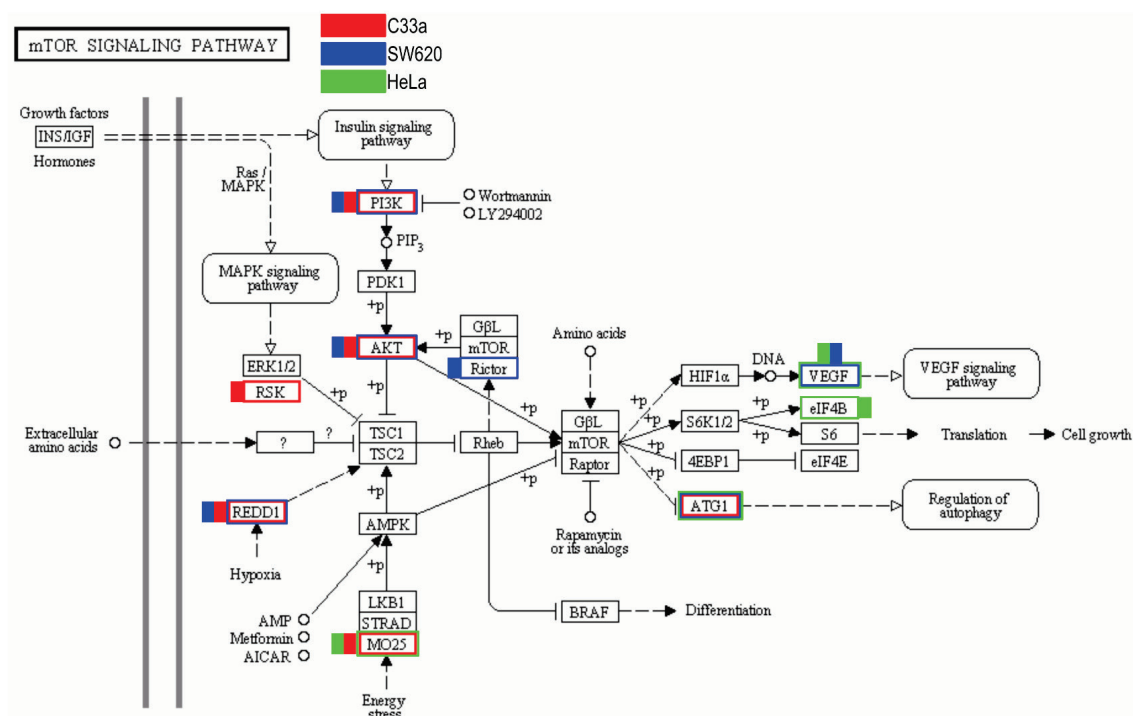 mTOR SIGNALING PATHWAY
C33a
SW620
HeLa
Growth factors
INS/IGF
Hormones
Insulin signaling
pathway
Ras /
MAPK
PI3K
Wortmannin
LY294002
PIP3
MAPK signaling
pathway
PDK1
+p
GβL
mTOR
Rictor
+p
AKT
Amino acids
DNA
HIF1α
VEGF
VEGF signaling
pathway
ERK1/2
RSK
+p
+p
+p
+p
+p
+p
eIF4B
Extracellular
amino acids
?
?
TSC1
TSC2
Rheb
GβL
mTOR
Raptor
S6K1/2
+p
S6
Translation
Cell growth
+p
4EBP1
eIF4E
+p
+p
+p
REDD1
AMPK
ATG1
Regulation of
autophagy
Rapamycin
or its analogs
Hypoxia
+p
LKB1
STRAD
MO25
AMP
Metformin
AICAR
BRAF
Differentiation
Energy
stress